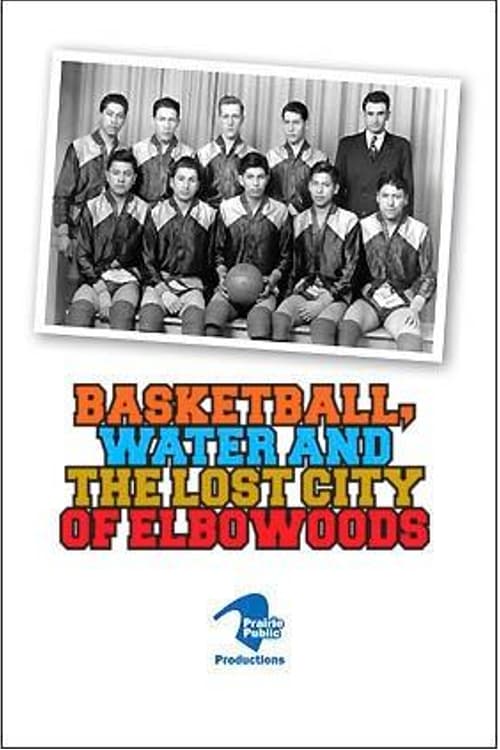 BASKETBALL,
WATER AND
THE LOST CITY
OF ELBOWOODS
Prairie
Public
Productions